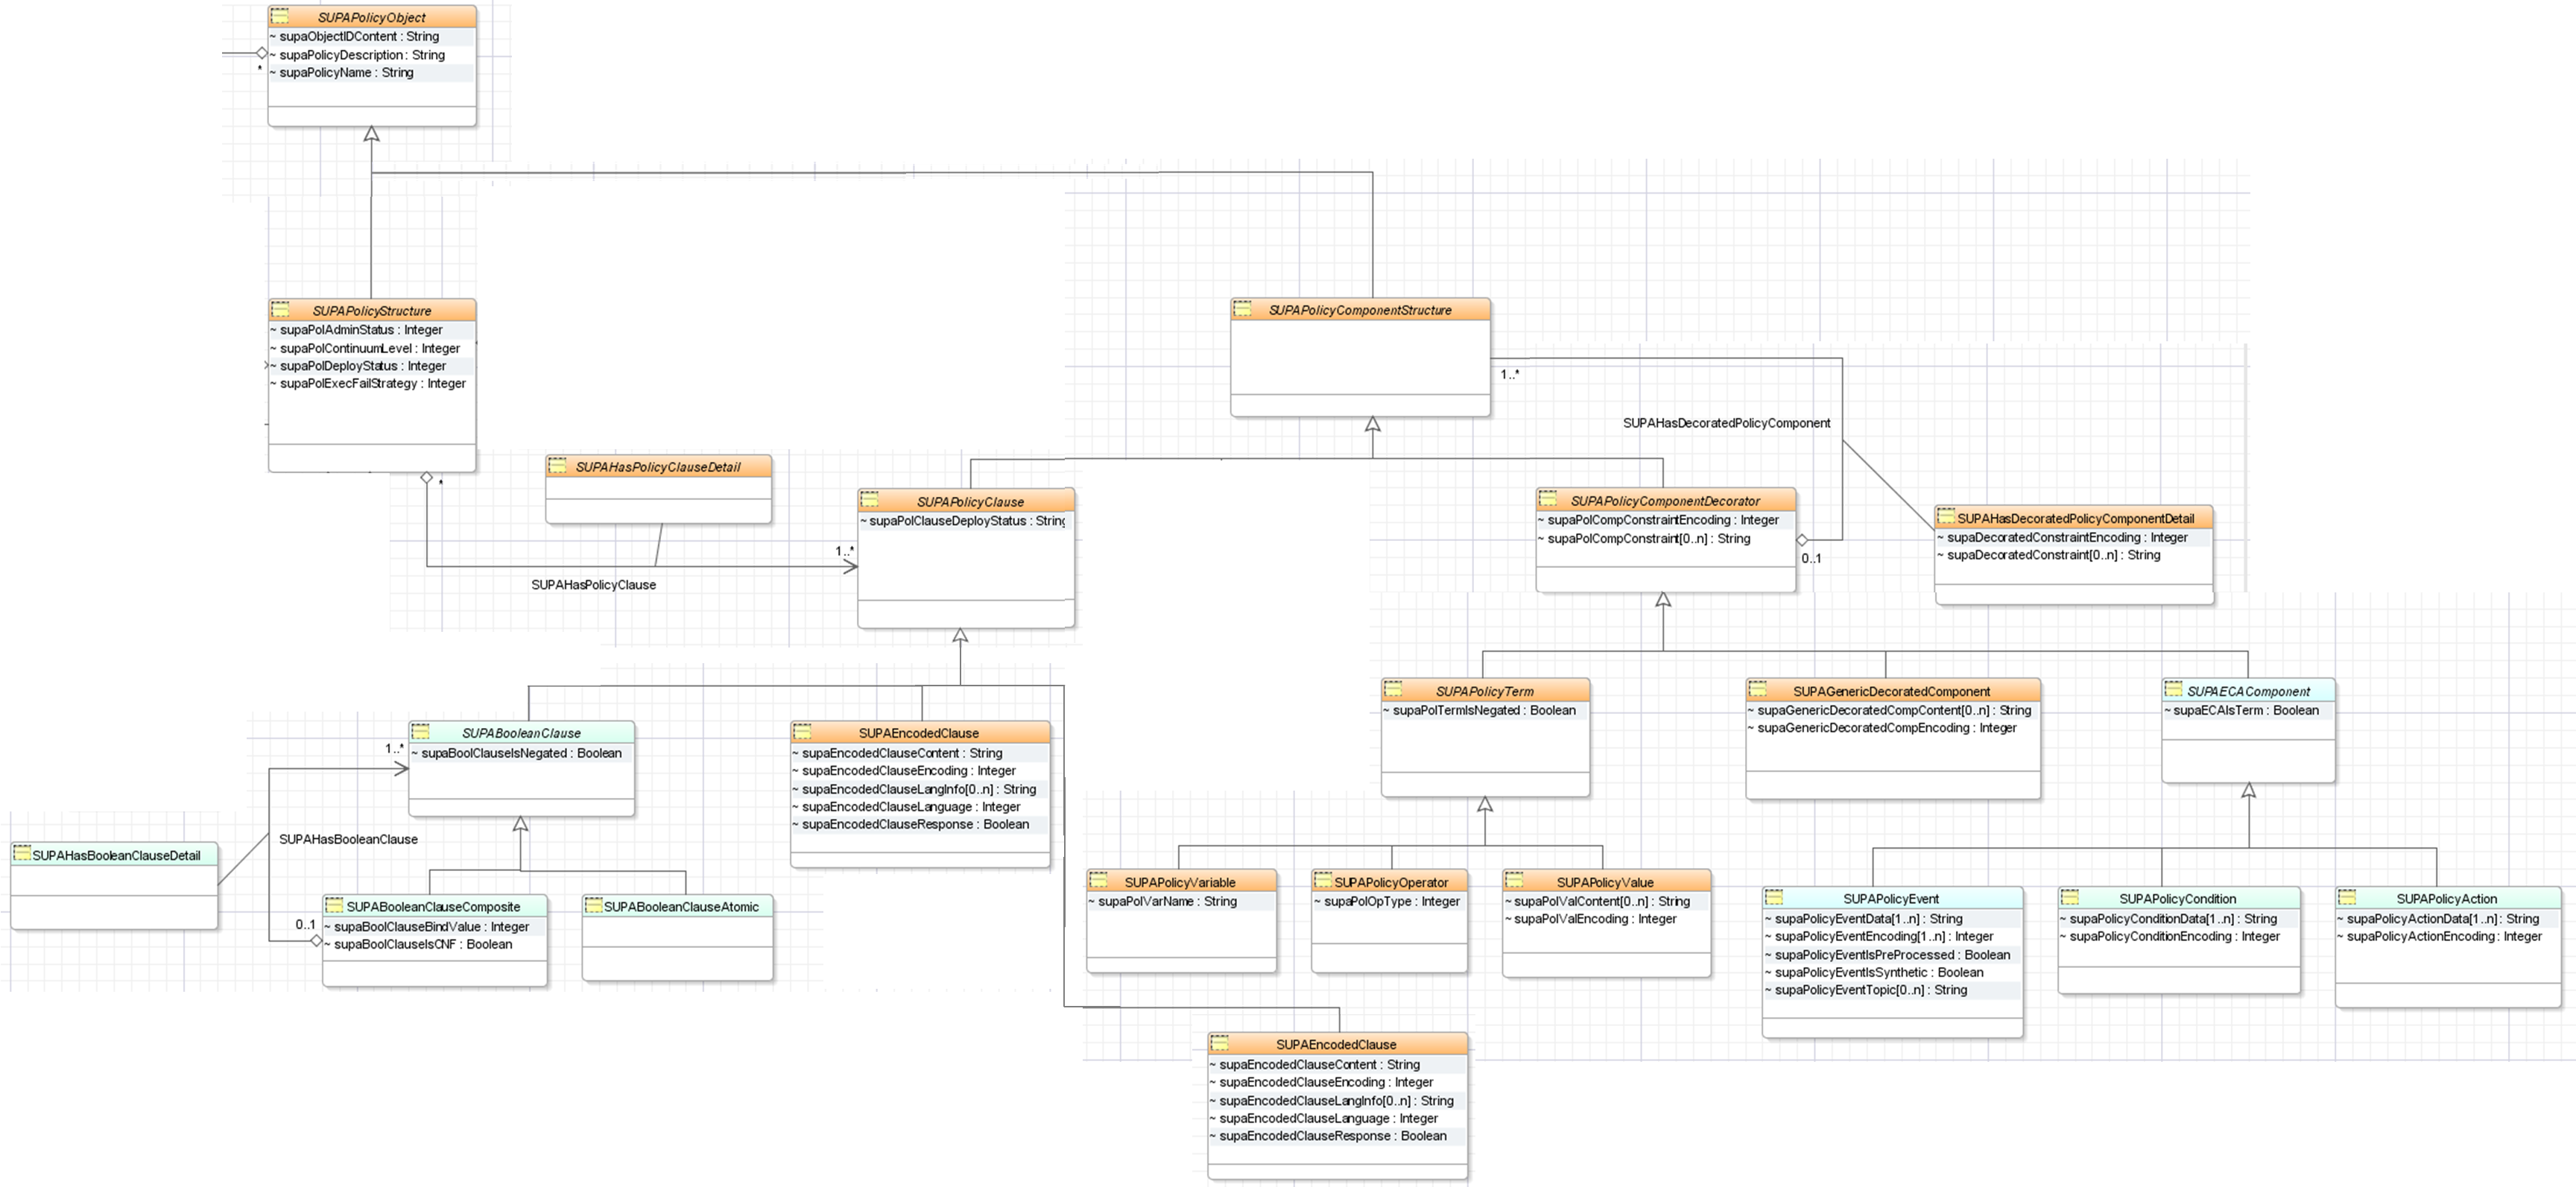 SUPAPolicyObject
~ supaObjectIDContent : String
~ supaPolicyDescription : String
~ supaPolicyName : String
*
SUPAPolicyStructure
~ supaPolAdminStatus : Integer
~ supaPolContinuumLevel : Integer
~ supaPolDeployStatus : Integer
~ supaPolExecFailStrategy : Integer
*
SUPAPolicyComponentStructure
1..*
SUPAHasDecoratedPolicyComponent
SUPAHasPolicyClauseDetail
1..*
SUPAHasPolicyClause
SUPAPolicyClause
~ supaPolClauseDeployStatus : String
SUPAPolicyComponentDecorator
~ supaPolCompConstraintEncoding : Integer
~ supaPolCompConstraint[0..n] : String
0..1
SUPAHasDecoratedPolicyComponentDetail
~ supaDecoratedConstraintEncoding : Integer
~ supaDecoratedConstraint[0..n] : String
SUPAPolicyTerm
~ supaPolTermIsNegated : Boolean
SUPAGenericDecoratedComponent
~ supaGenericDecoratedCompContent[0..n] : String
~ supaGenericDecoratedCompEncoding : Integer
SUPAECAComponent
~ supaECAIsTerm : Boolean
SUPABooleanClause
~ supaBoolClauseIsNegated : Boolean
1..*
SUPAEncodedClause
~ supaEncodedClauseContent : String
~ supaEncodedClauseEncoding : Integer
~ supaEncodedClauseLangInfo[0..n] : String
~ supaEncodedClauseLanguage : Integer
~ supaEncodedClauseResponse : Boolean
SUPAHasBooleanClause
SUPAHasBooleanClauseDetail
0..1
SUPABooleanClauseComposite
~ supaBoolClauseBindValue : Integer
~ supaBoolClauseIsCNF : Boolean
SUPABooleanClauseAtomic
SUPAPolicyVariable
~ supaPolVarName : String
SUPAPolicyOperator
~ supaPolOpType : Integer
SUPAPolicyValue
~ supaPolValContent[0..n] : String
~ supaPolValEncoding : Integer
SUPAPolicyEvent
~ supaPolicyEventData[1..n] : String
~ supaPolicyEventEncoding[1..n] : Integer
~ supaPolicyEventIsPreProcessed : Boolean
~ supaPolicyEventIsSynthetic : Boolean
~ supaPolicyEventTopic[0..n] : String
SUPAPolicyCondition
~ supaPolicyConditionData[1..n] : String
~ supaPolicyConditionEncoding : Integer
SUPAPolicyAction
~ supaPolicyActionData[1..n] : String
~ supaPolicyActionEncoding : Integer
SUPAEncodedClause
~ supaEncodedClauseContent : String
~ supaEncodedClauseEncoding : Integer
~ supaEncodedClauseLangInfo[0..n] : String
~ supaEncodedClauseLanguage : Integer
~ supaEncodedClauseResponse : Boolean